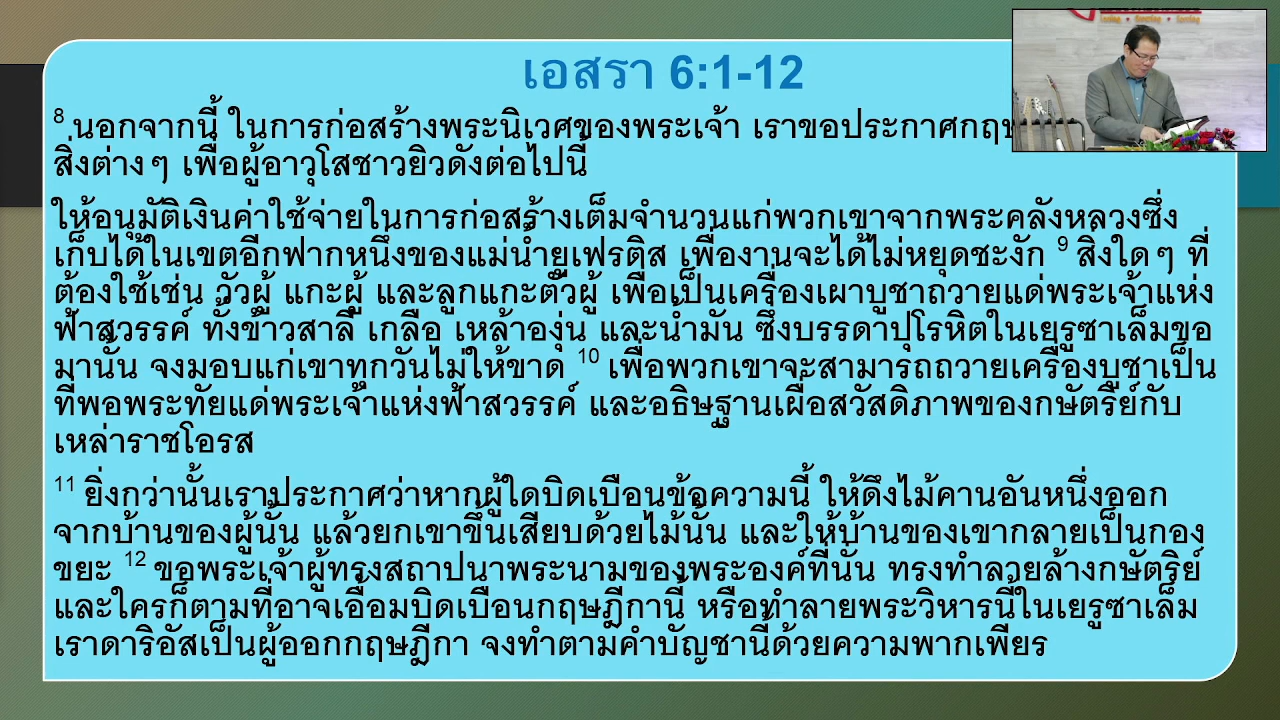 เอสรา 6:1-12
8 นอกจากนี้ ในการก่อสร้างพระนิเวศของพระเจ้า เราขอประกาศ
สิ่งต่างๆ เพื่อผู้อาวุโสชาวยิวดังต่อไปนี้
ให้อนุมัติเงินค่าใช้จ่ายในการก่อสร้างเต็มจำนวนแก่พวกเขาจากพระคลังหลวงซึ่ง
เก็บได้ในเขตอีกฟากหนึ่งของแม่น้ำยูเฟรติส เพื่องานจะได้ไม่หยุดชะงัก 9 สิ่งใดๆ ที่
ต้องใช้เช่น วัวผู้ แกะผู้ และลูกแกะตัวผู้ เพื่อเป็นเครื่องเผาบูชาถวายแด่พระเจ้าแห่ง
ฟ้าสวรรค์ ทั้งข้าวสาลี เกลือ เหล้าองุ่น และน้ำมัน ซึ่งบรรดาปุโรหิตในเยรูซาเล็มขอ
มานั้น จงมอบแก่เขาทุกวันไม่ให้ขาด 10 เพื่อพวกเขาจะสามารถถวายเครื่องบูชาเป็น
ที่พอพระทัยแด่พระเจ้าแห่งฟ้าสวรรค์ และอธิษฐานเผื่อสวัสดิภาพของกษัตริย์กับ
เหล่าราชโอรส
11 ยิ่งกว่านั้นเราประกาศว่าหากผู้ใดบิดเบือนข้อความนี้ ให้ดึงไม้คานอันหนึ่งออก
จากบ้านของผู้นั้น แล้วยกเขาขึ้นเสียบด้วยไม้นั้น และให้บ้านของเขากลายเป็นกอง
ขยะ 12 ขอพระเจ้าผู้ทรงสถาปนาพระนามของพระองค์ที่นั่น ทรงทำลายล้างกษัตริย์
และใครก็ตามที่อาจเอื้อมบิดเบือนกฤษฎีกานี้ หรือทำลายพระวิหารนี้ในเยรูซาเล็ม
เราดาริอัสเป็นผู้ออกกฤษฎีกา จงทำตามคำบัญชานี้ด้วยความพากเพียร